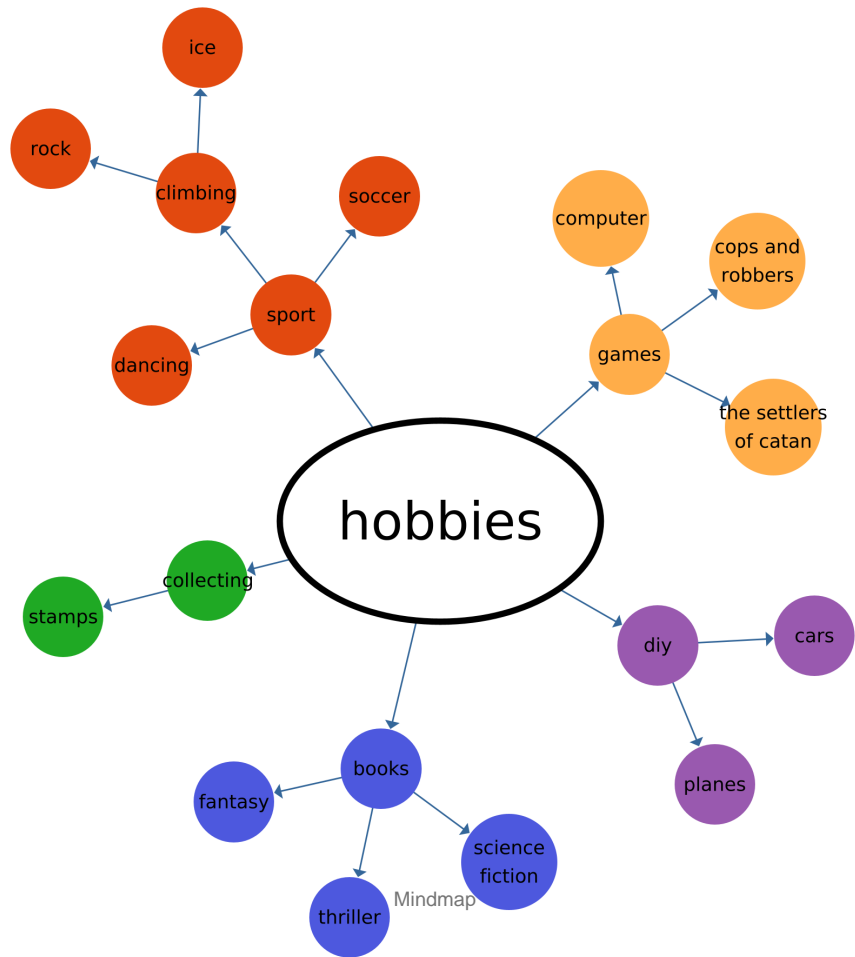 ice
rock
climbing
soccer
sport
dancing
computer
cops and
robbers
games
the settlers
of catan
hobbies
collecting
stamps
diy
cars
planes
books
fantasy
science
fiction
thriller
Mindmap